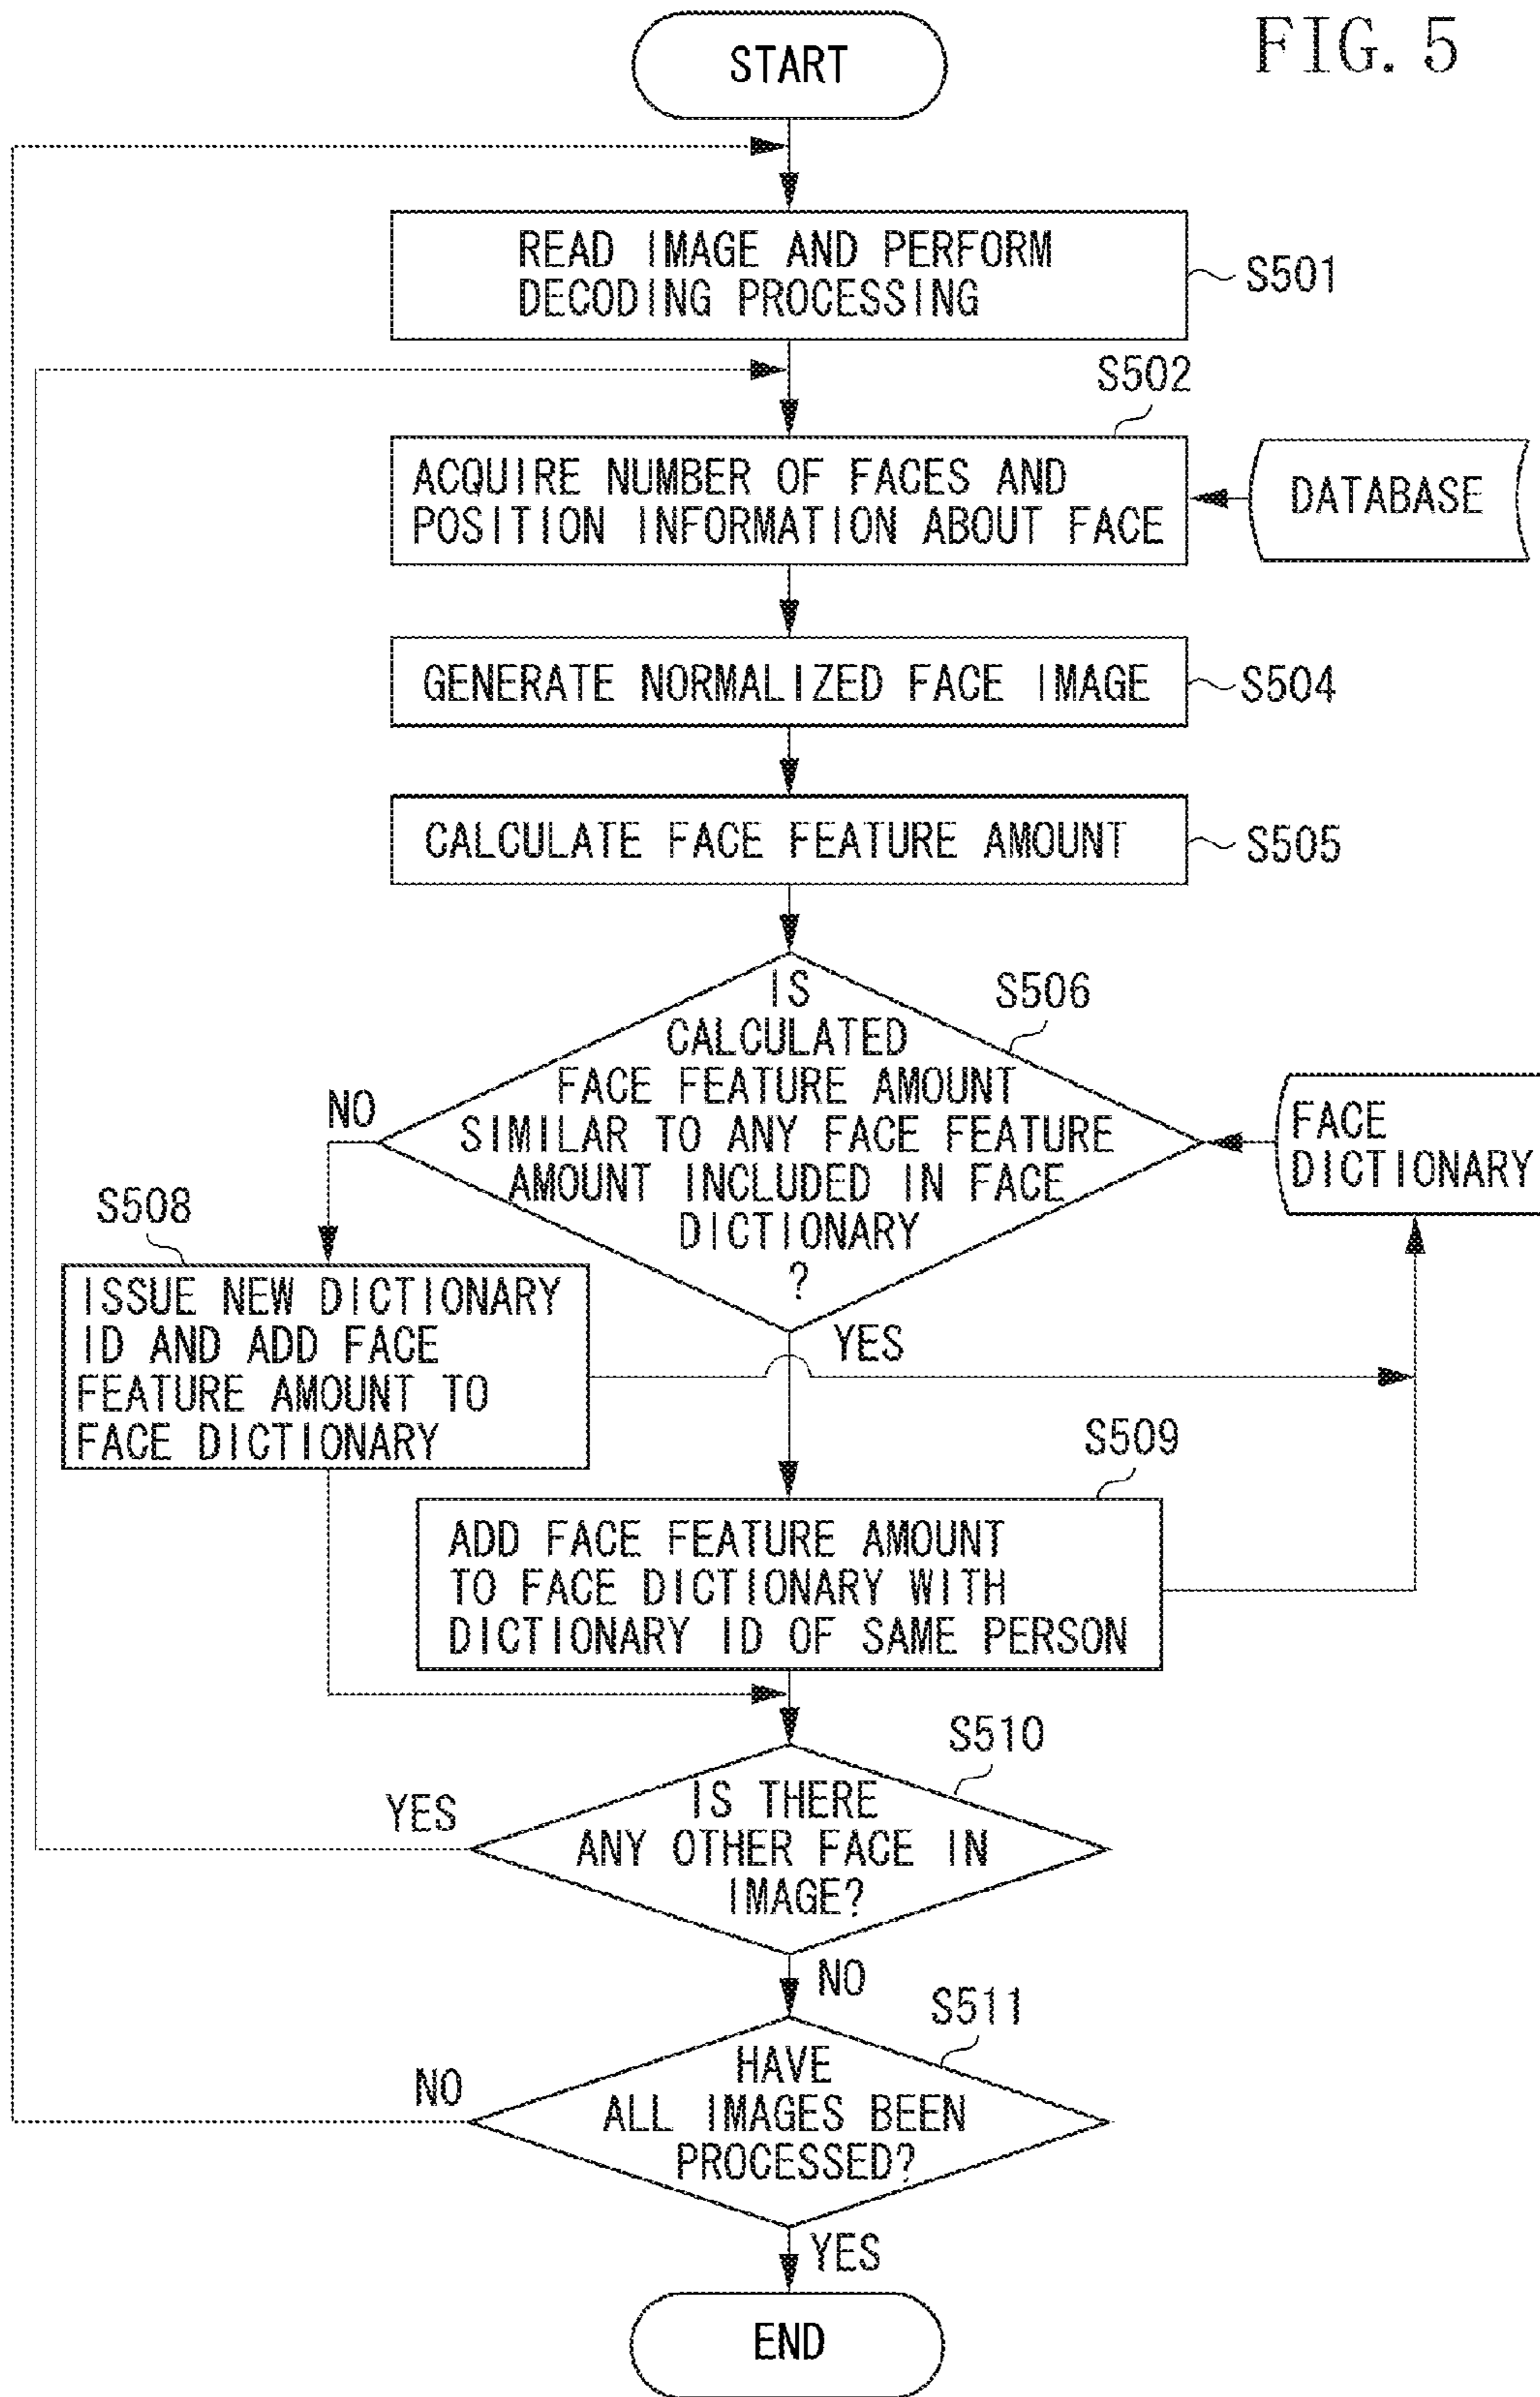 FIG. 5
START
READ IMAGE AND PERFORM
DECODING PROCESSING
S501
S502
ACQUIRE NUMBER OF FACES AND
POSITION INFORMATION ABOUT FACE
DATABASE
GENERATE NORMALIZED FACE IMAGE
S504
CALCULATE FACE FEATURE AMOUNT
S505
S506
IS
CALCULATED
FACE FEATURE AMOUNT
SIMILAR TO ANY FACE FEATURE
AMOUNT INCLUDED IN FACE
DICTIONARY
?
NO
FACE
DICTIONARY
S508
ISSUE NEW DICTIONARY
ID AND ADD FACE
FEATURE AMOUNT TO
FACE DICTIONARY
YES
S509
ADD FACE FEATURE AMOUNT
TO FACE DICTIONARY WITH
DICTIONARY ID OF SAME PERSON
S510
IS THERE
ANY OTHER FACE IN
IMAGE?
YES
NO
S511
HAVE
ALL IMAGES BEEN
PROCESSED?
NO
YES
END